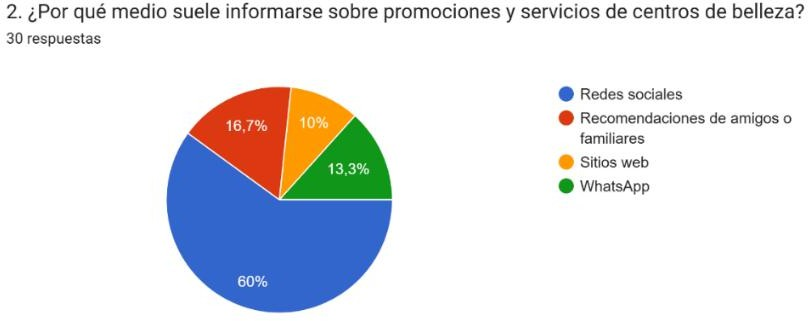 2. ¿Por qué medio suele informarse sobre promociones y servicios de centros de belleza?
30 respuestas
16,7%
10%
13,3%
60%
Redes sociales
Recomendaciones de amigos o
familiares
Sitios web
WhatsApp